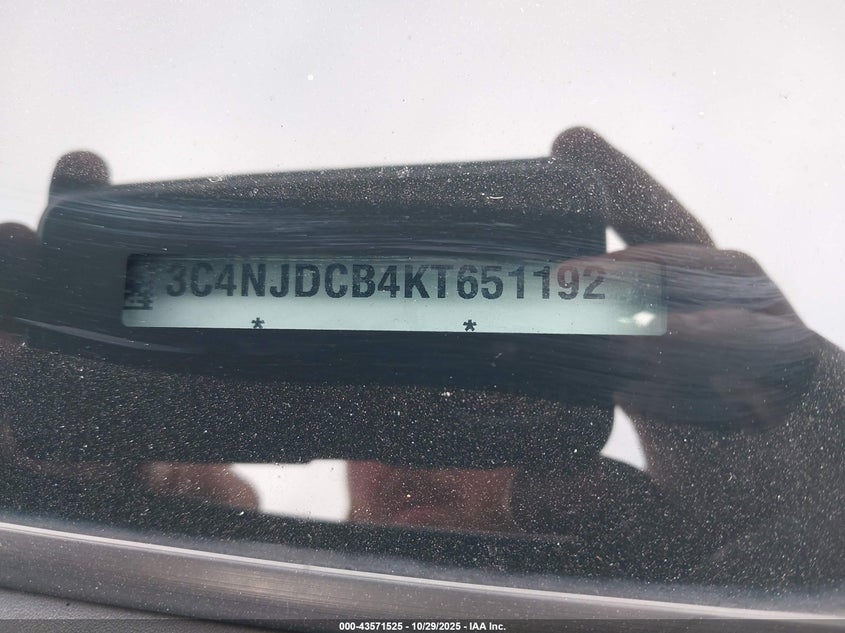 3C4NJDCB4KT651192
* *
000-43571525 | 10/29/2025 | IAA Inc.